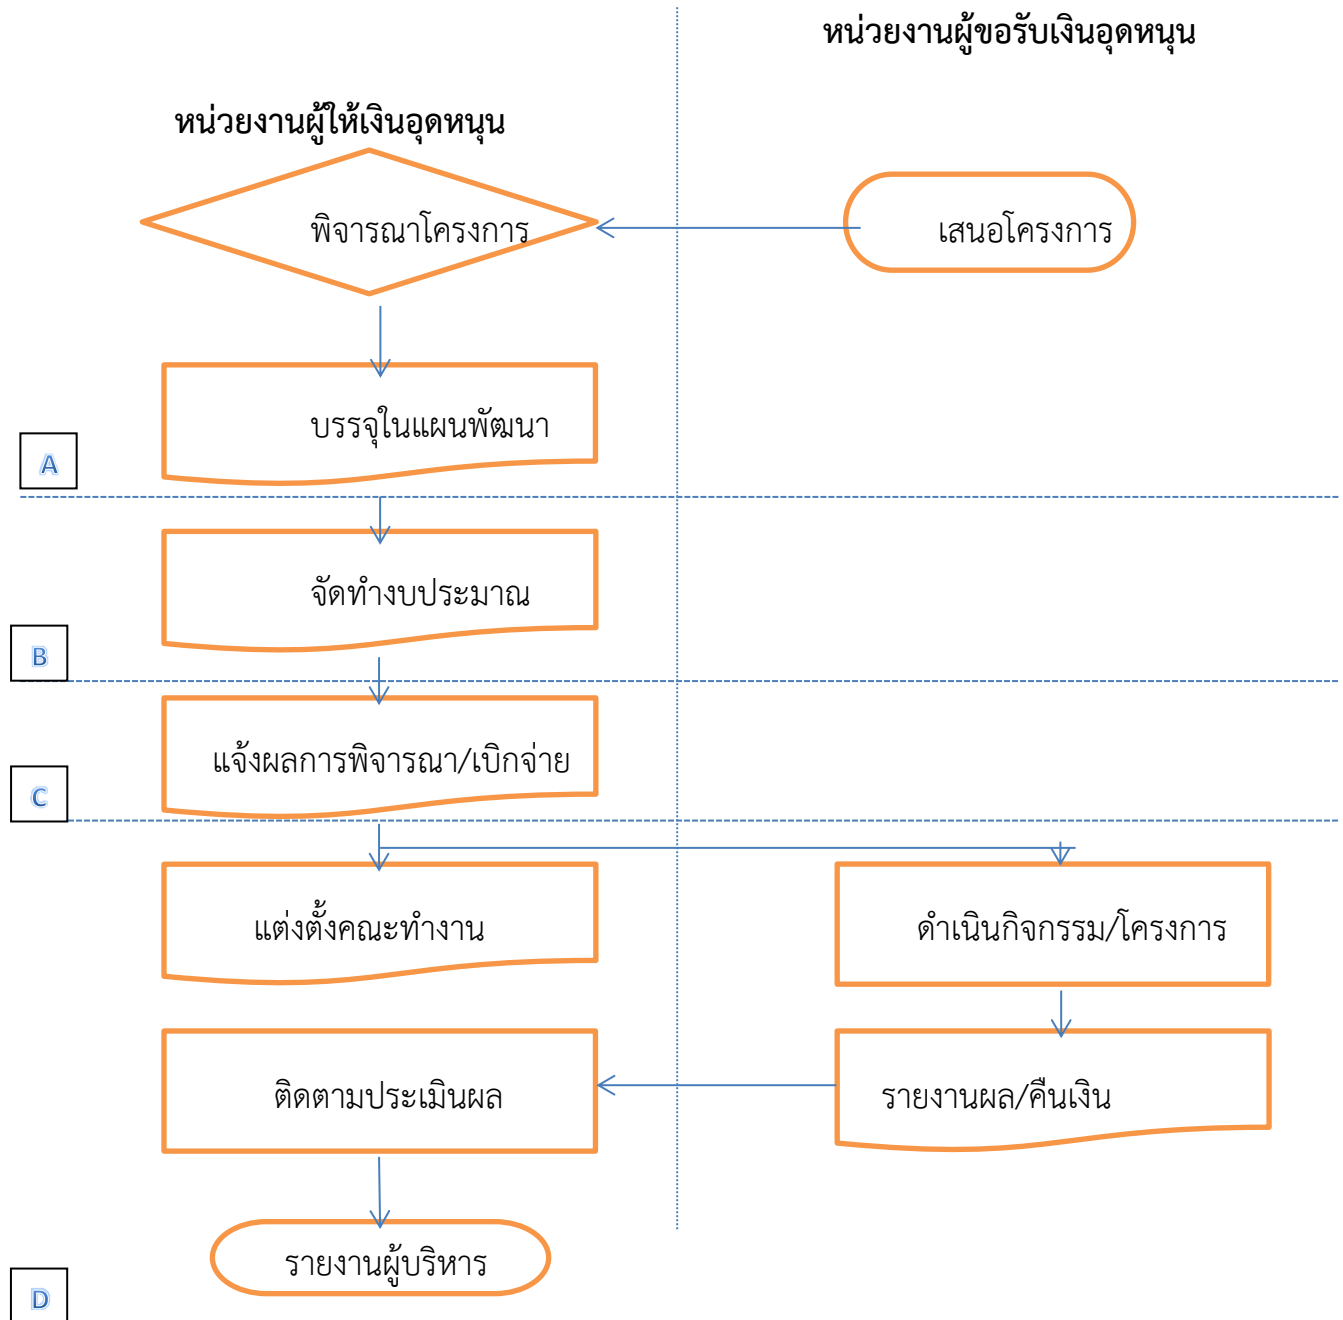 หน่วยงานผู้ขอรับเงินอุดหนุน
หน่วยงานผู้ให้เงินอุดหนุน
พิจารณาโครงการ
เสนอโครงการ
บรรจุในแผนพัฒนา
A
จัดทำงบประมาณ
B
แจ้งผลการพิจารณา/เบิกจ่าย
C
แต่งตั้งคณะทำงาน
ดำเนินกิจกรรม/โครงการ
ติดตามประเมินผล
รายงานผล/คืนเงิน
รายงานผู้บริหาร
D